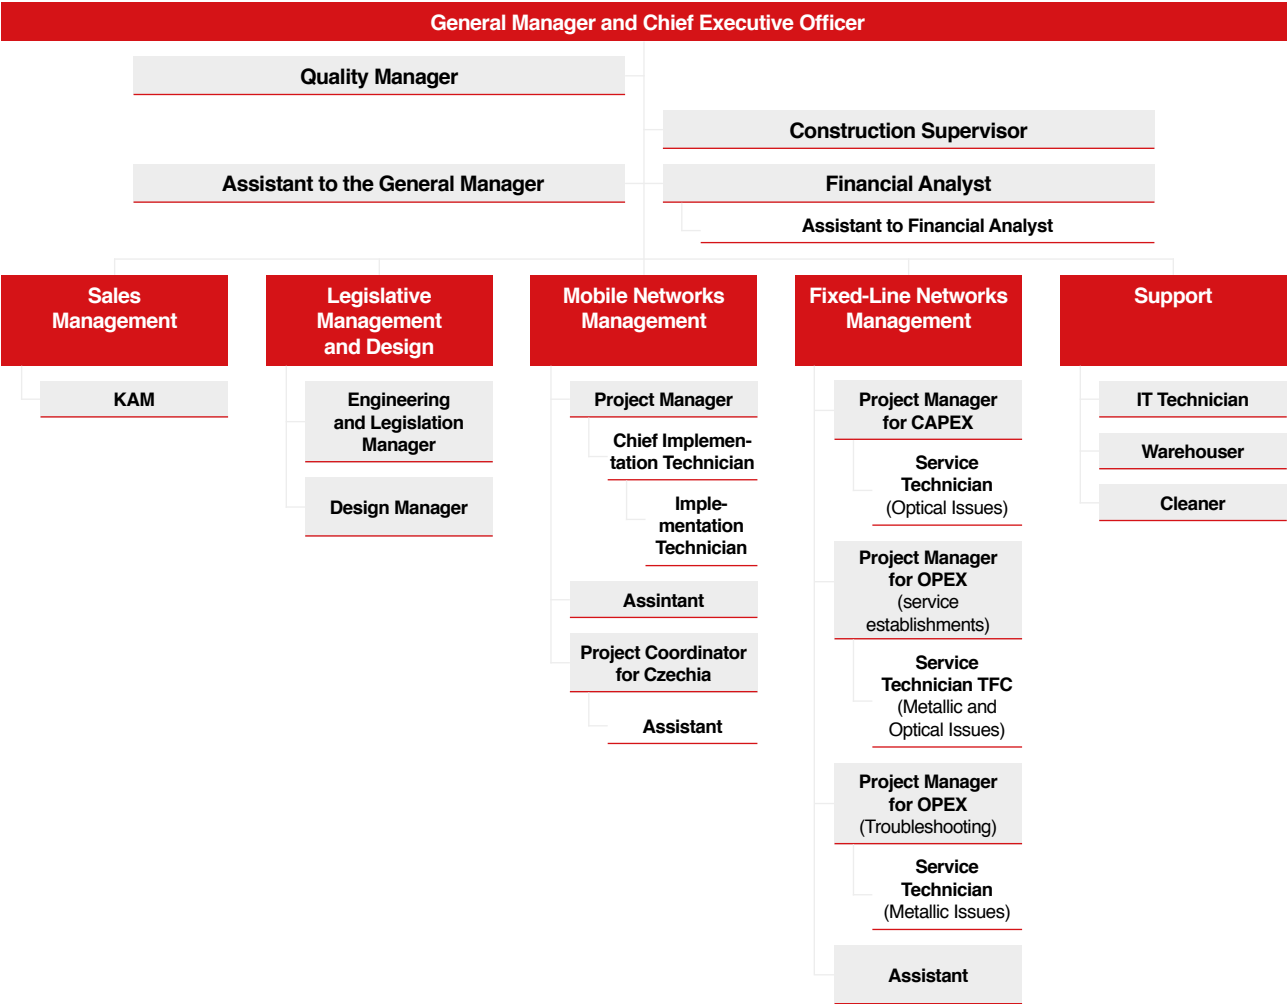 General Manager and Chief Executive Officer
Quality Manager
Construction Supervisor
Assistant to the General Manager
Financial Analyst
Assistant to Financial Analyst
Sales
Management
KAM
Legislative
Management
and Design
Engineering
and Legislation
Manager
Design Manager
Mobile Networks
Management
Project Manager
Chief Implemen-
tation Technician
Imple-
mentation
Technician
Assintant
Project Coordinator
for Czechia
Assistant
Fixed-Line Networks
Management
Project Manager
for CAPEX
Service
Technician
(Optical Issues)
Project Manager
for OPEX
(service
establishments)
Service
Technician TFC
(Metallic and
Optical Issues)
Project Manager
for OPEX
(Troubleshooting)
Service
Technician
(Metallic Issues)
Assistant
Support
IT Technician
Warehouser
Cleaner